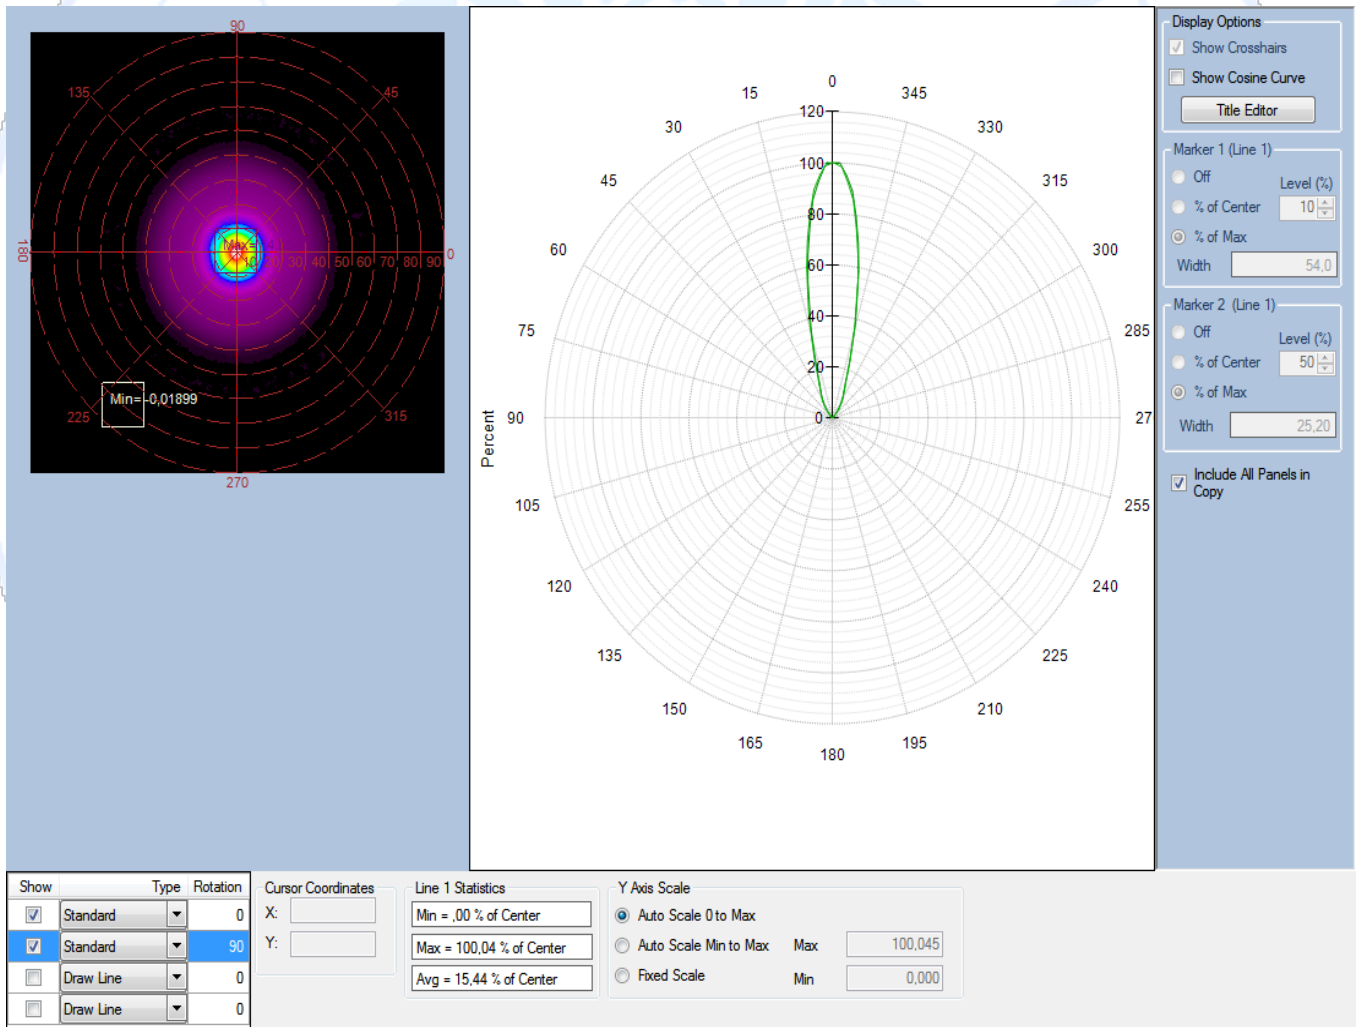 90
135
45
180
Max=
10 20 30 40 50 60 70 80 90
0
Min=-0,01899
225
315
270
0
15
345
30
330
45
315
60
300
75
285
90
27
105
255
120
240
135
225
150
210
165
195
180
120
100
80
60
40
20
0
Percent
Display Options
Show Crosshairs
Show Cosine Curve
Title Editor
Marker 1 (Line 1)
Off
Level (%)
% of Center
10
% of Max
Width
54,0
Marker 2 (Line 1)
Off
Level (%)
% of Center
50
% of Max
Width
25,20
Include All Panels in
Copy
Show Type Rotation
Standard 0
Standard 90
Draw Line 0
Draw Line 0
Cursor Coordinates
X:
Y:
Line 1 Statistics
Min = ,00 % of Center
Max = 100,04 % of Center
Avg = 15,44 % of Center
Y Axis Scale
Auto Scale 0 to Max
Auto Scale Min to Max
Max
100,045
Fixed Scale
Min
0,000